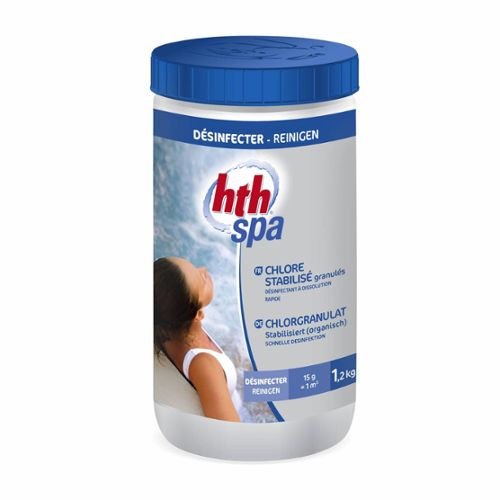 DÉSINFECTER - REINIGEN
hth
spa
FR CHLORE
STABILISÉ granulés
DÉSINFECTANT À DISSOLUTION
RAPIDE
DE CHLORGRANULAT
Stabilisiert (organisch)
SCHNELLE DESINFEKTION
DÉSINFECTER
REINIGEN
15 g
= 1 m³
1,2 kg